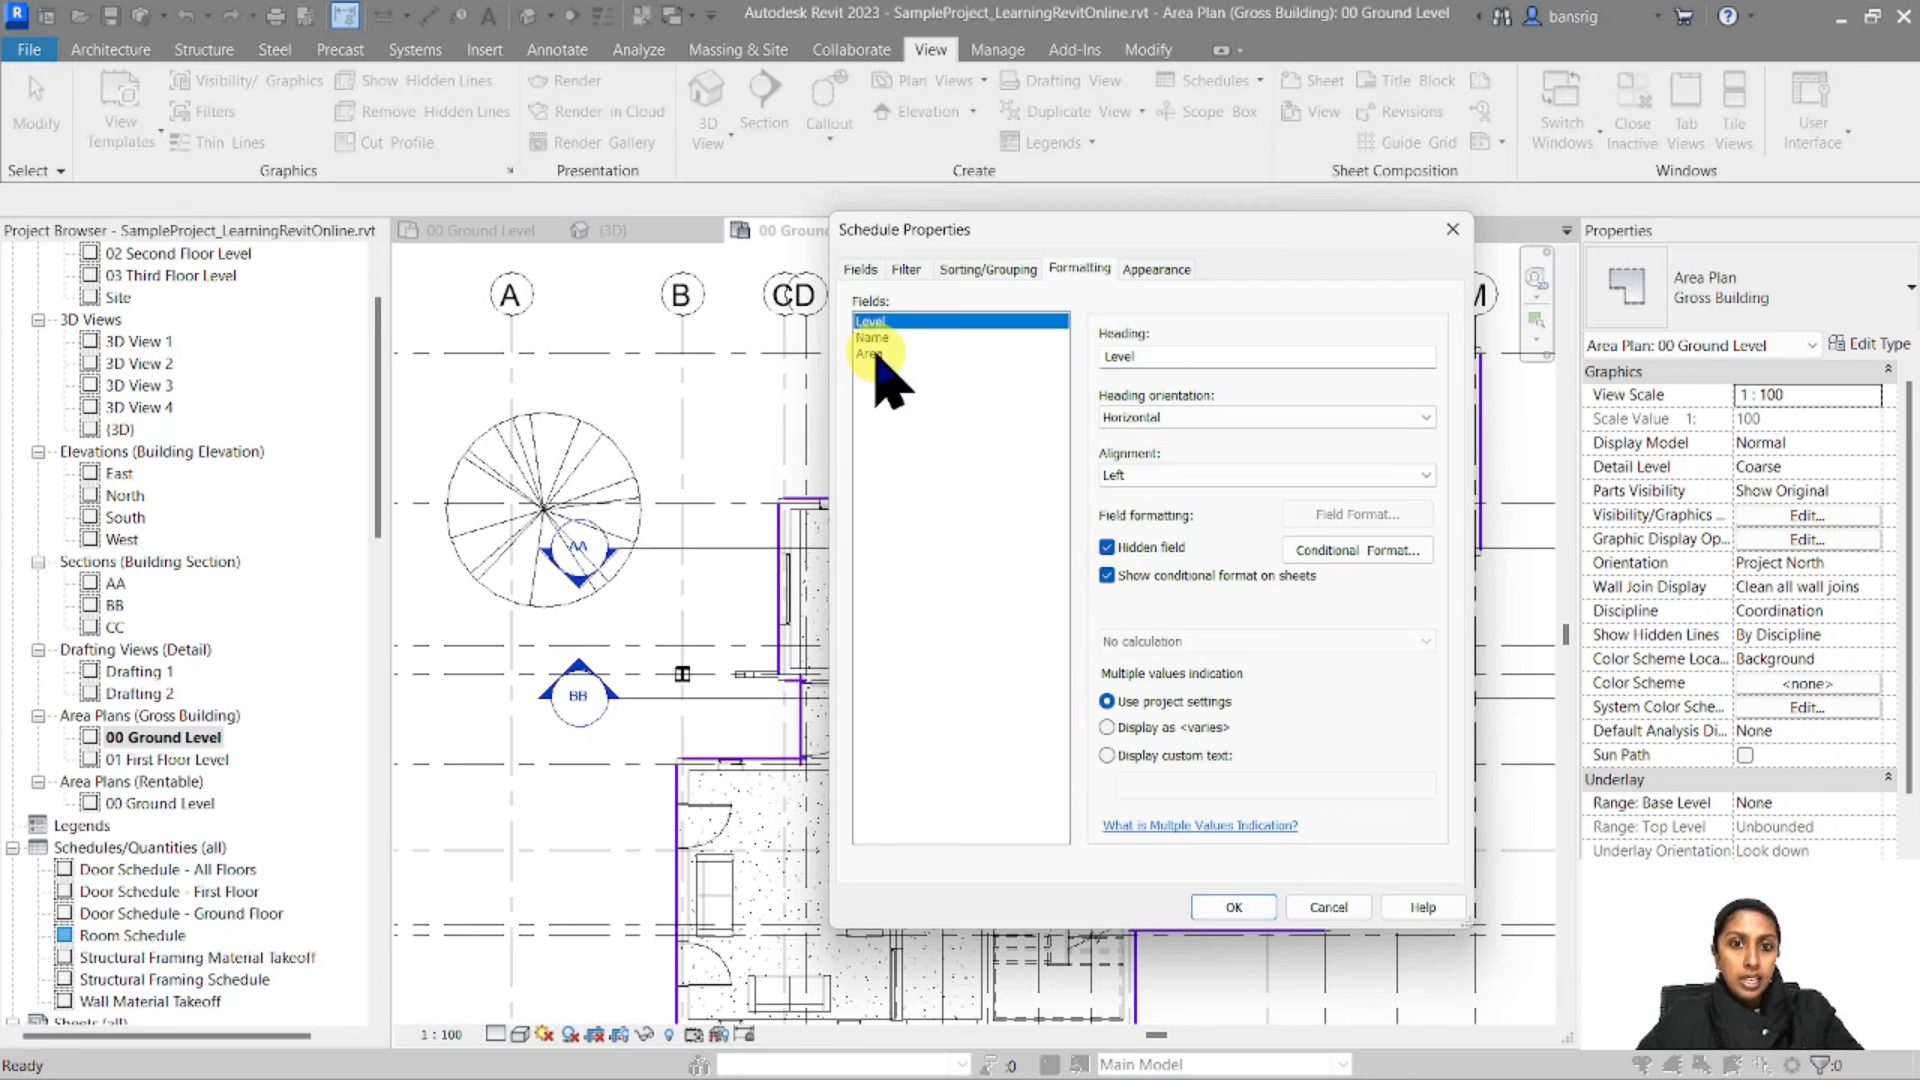 Autodesk Revit 2023 - SampleProject_LearningRevitOnline.rvt - Area Plan (Gross Building): 00 Ground Level
bansrig
File
Architecture
Structure
Steel
Precast
Systems
Insert
Annotate
Analyze
Massing & Site
Collaborate
View
Manage
Add-Ins
Modify
Modify
View
Templates
Visibility/ Graphics
Filters
Thin Lines
Show Hidden Lines
Remove Hidden Lines
Cut Profile
Render
Render in Cloud
Render Gallery
3D
View
Section
Callout
Plan Views
Elevation
Drafting View
Duplicate View
Legends
Schedules
Scope Box
Sheet
View
Title Block
Revisions
Guide Grid
Switch
Windows
Close
Inactive
Tab
Views
Tile
Views
User
Interface
Select
Graphics
Presentation
Create
Sheet Composition
Windows
Project Browser - SampleProject_LearningRevitOnline.rvt
02 Second Floor Level
03 Third Floor Level
Site
3D Views
3D View 1
3D View 2
3D View 3
3D View 4
{3D}
Elevations (Building Elevation)
East
North
South
West
Sections (Building Section)
AA
BB
CC
Drafting Views (Detail)
Drafting 1
Drafting 2
Area Plans (Gross Building)
00 Ground Level
01 First Floor Level
Area Plans (Rentable)
00 Ground Level
Legends
Schedules/Quantities (all)
Door Schedule - All Floors
Door Schedule - First Floor
Door Schedule - Ground Floor
Room Schedule
Structural Framing Material Takeoff
Structural Framing Schedule
Wall Material Takeoff
Sheets (all)
00 Ground Level
{3D}
00 Groun
A
B
C
D
M
AA
BB
Schedule Properties
Fields
Filter
Sorting/Grouping
Formatting
Appearance
Fields:
Level
Name
Area
Heading:
Level
Heading orientation:
Horizontal
Alignment:
Left
Field formatting:
Field Format...
Hidden field
Conditional Format...
Show conditional format on sheets
No calculation
Multiple values indication
Use project settings
Display as <varies>
Display custom text:
What is Multiple Values Indication?
OK
Cancel
Help
Properties
Area Plan
Gross Building
Area Plan: 00 Ground Level
Edit Type
Graphics
View Scale 1 : 100
Scale Value 1: 100
Display Model Normal
Detail Level Coarse
Parts Visibility Show Original
Visibility/Graphics ... Edit...
Graphic Display Op... Edit...
Orientation Project North
Wall Join Display Clean all wall joins
Discipline Coordination
Show Hidden Lines By Discipline
Color Scheme Loca... Background
Color Scheme <none>
System Color Sche... Edit...
Default Analysis Di... None
Sun Path
Underlay
Range: Base Level None
Range: Top Level Unbounded
Underlay Orientation Look down
1 : 100
Ready
:0
Main Model
:0